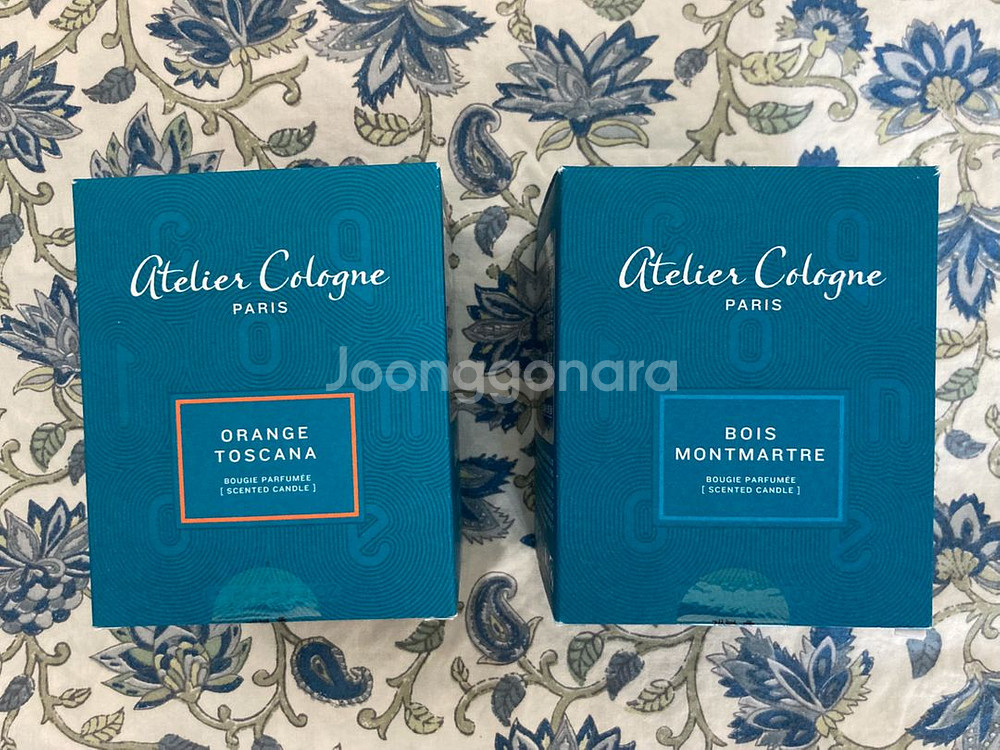 Atelier Cologne
PARIS
ORANGE
TOSCANA
BOUGIE PARFUMÉE
[ SCENTED CANDLE ]
Atelier Cologne
PARIS
BOIS
MONTMARTRE
BOUGIE PARFUMÉE
[ SCENTED CANDLE ]
Joonggonara